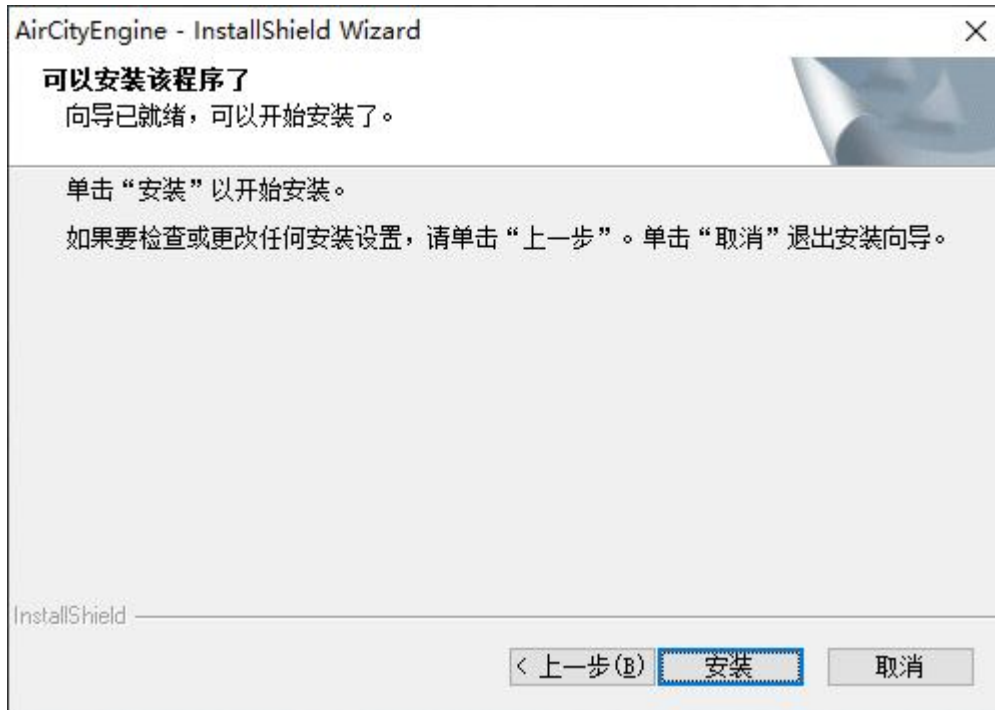 AirCityEngine - InstallShield Wizard
可以安装该程序了
向导已就绪，可以开始安装了。
单击“安装”以开始安装。
如果要检查或更改任何安装设置，请单击“上一步”。单击“取消”退出安装向导。
InstallShield
< 上一步(B) 安装 取消